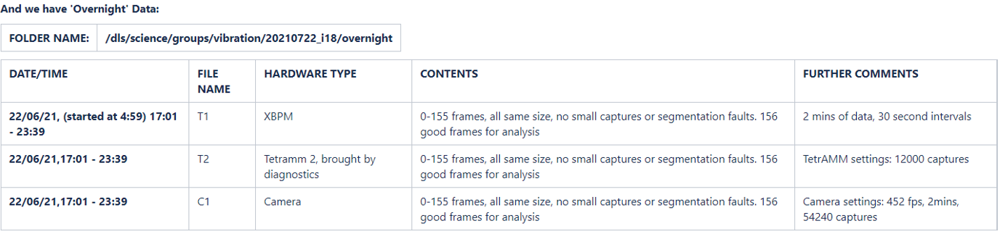 And we have 'Overnight' Data:
FOLDER NAME: /dls/science/groups/vibration/20210722_i18/overnight
DATE/TIME FILE NAME HARDWARE TYPE CONTENTS FURTHER COMMENTS
22/06/21, (started at 4:59) 17:01 - 23:39 T1 XBPM 0-155 frames, all same size, no small captures or segmentation faults. 156 good frames for analysis 2 mins of data, 30 second intervals
22/06/21,17:01 - 23:39 T2 Tetramm 2, brought by diagnostics 0-155 frames, all same size, no small captures or segmentation faults. 156 good frames for analysis TetrAMM settings: 12000 captures
22/06/21,17:01 - 23:39 C1 Camera 0-155 frames, all same size, no small captures or segmentation faults. 156 good frames for analysis Camera settings: 452 fps, 2mins, 54240 captures